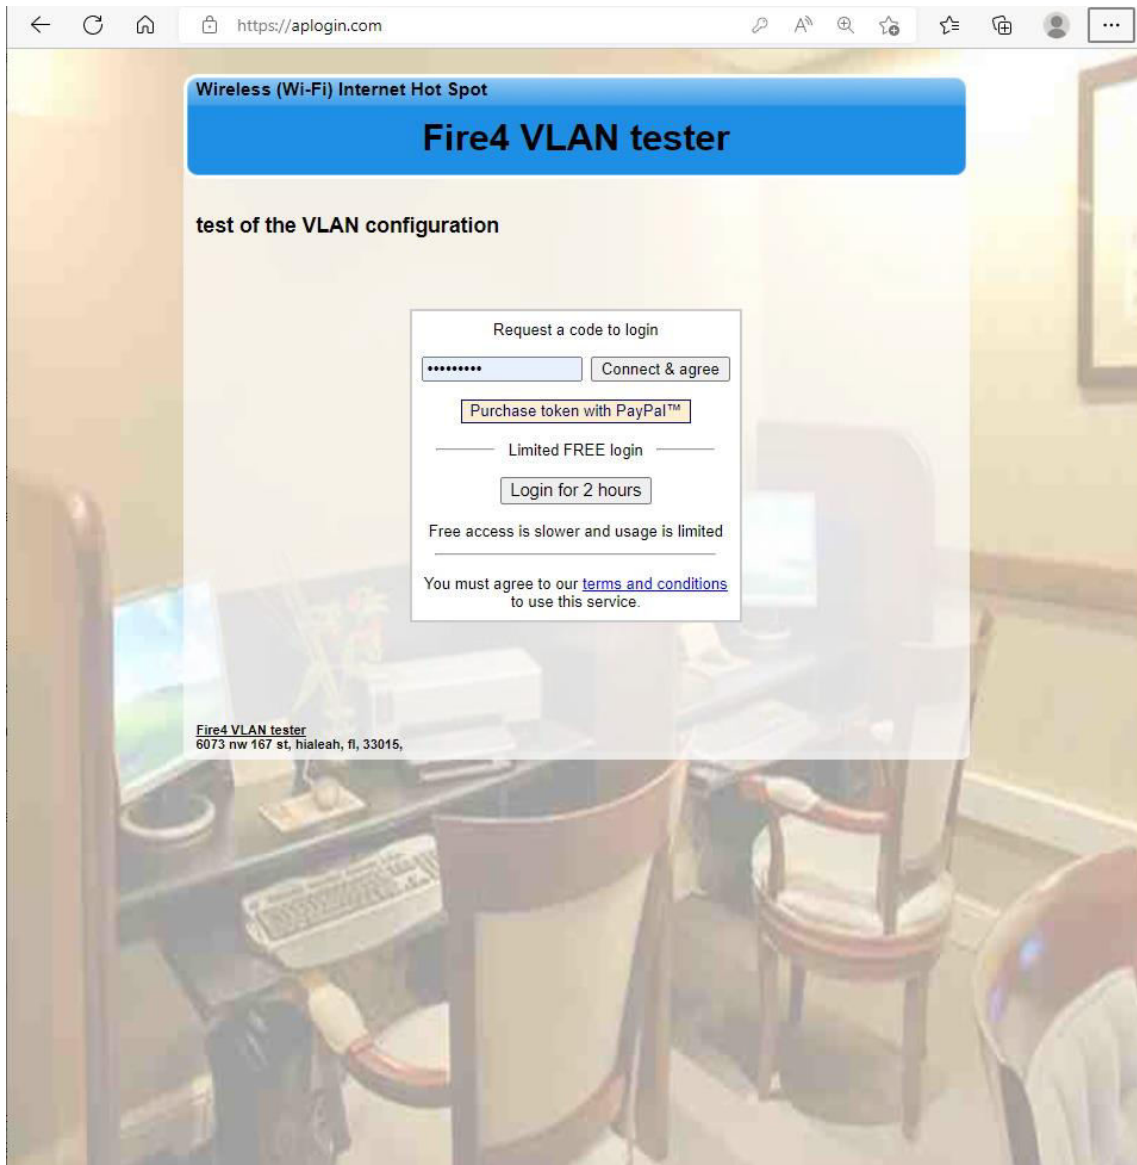 https://aplogin.com
Wireless (Wi-Fi) Internet Hot Spot
Fire4 VLAN tester
test of the VLAN configuration
Request a code to login
••••••••• Connect & agree
Purchase token with PayPal™
Limited FREE login
Login for 2 hours
Free access is slower and usage is limited
You must agree to our terms and conditions
to use this service.
Fire4 VLAN tester
6073 nw 167 st, hialeah, fl, 33015,